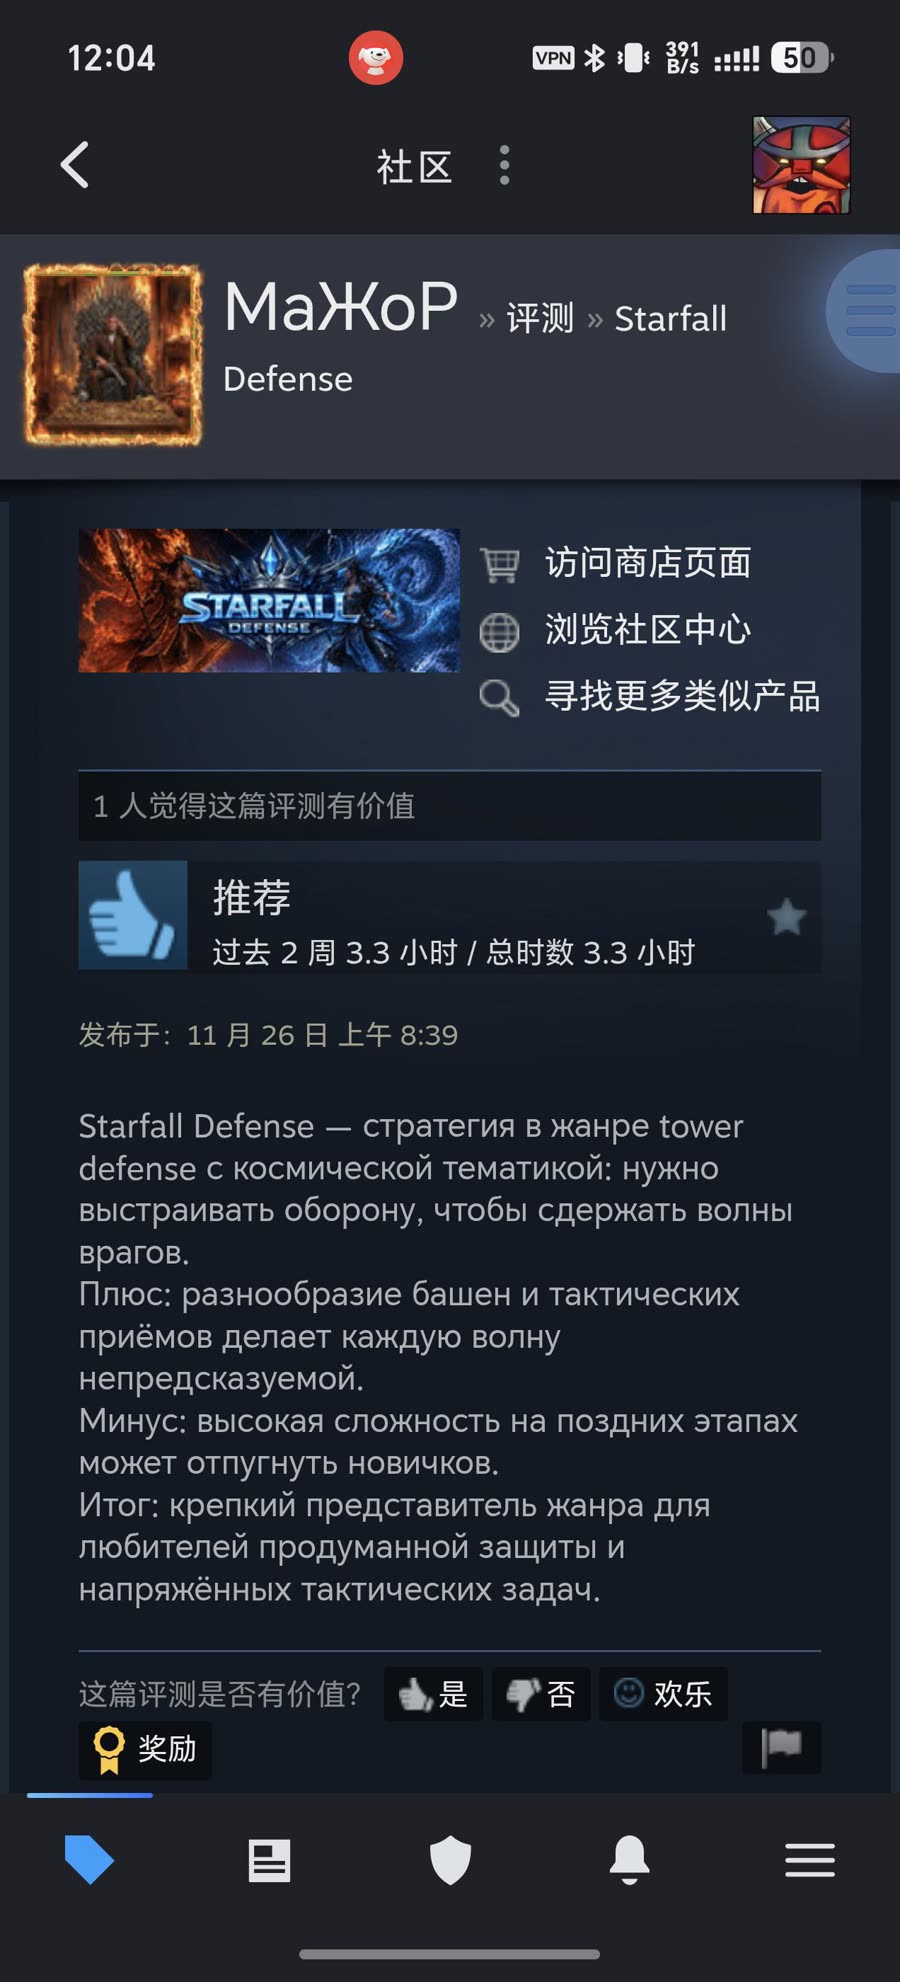 12:04
VPN
391 B/s
50
社区
МаЖоР » 评测 » Starfall
Defense
STARFALL
DEFENSE
访问商店页面
浏览社区中心
寻找更多类似产品
1 人觉得这篇评测有价值
推荐
过去 2 周 3.3 小时 / 总时数 3.3 小时
发布于：11 月 26 日 上午 8:39
Starfall Defense — стратегия в жанре tower
defense с космической тематикой: нужно
выстраивать оборону, чтобы сдержать волны
врагов.
Плюс: разнообразие башен и тактических
приёмов делает каждую волну
непредсказуемой.
Минус: высокая сложность на поздних этапах
может отпугнуть новичков.
Итог: крепкий представитель жанра для
любителей продуманной защиты и
напряжённых тактических задач.
这篇评测是否有价值？ 是 否 欢乐
奖励